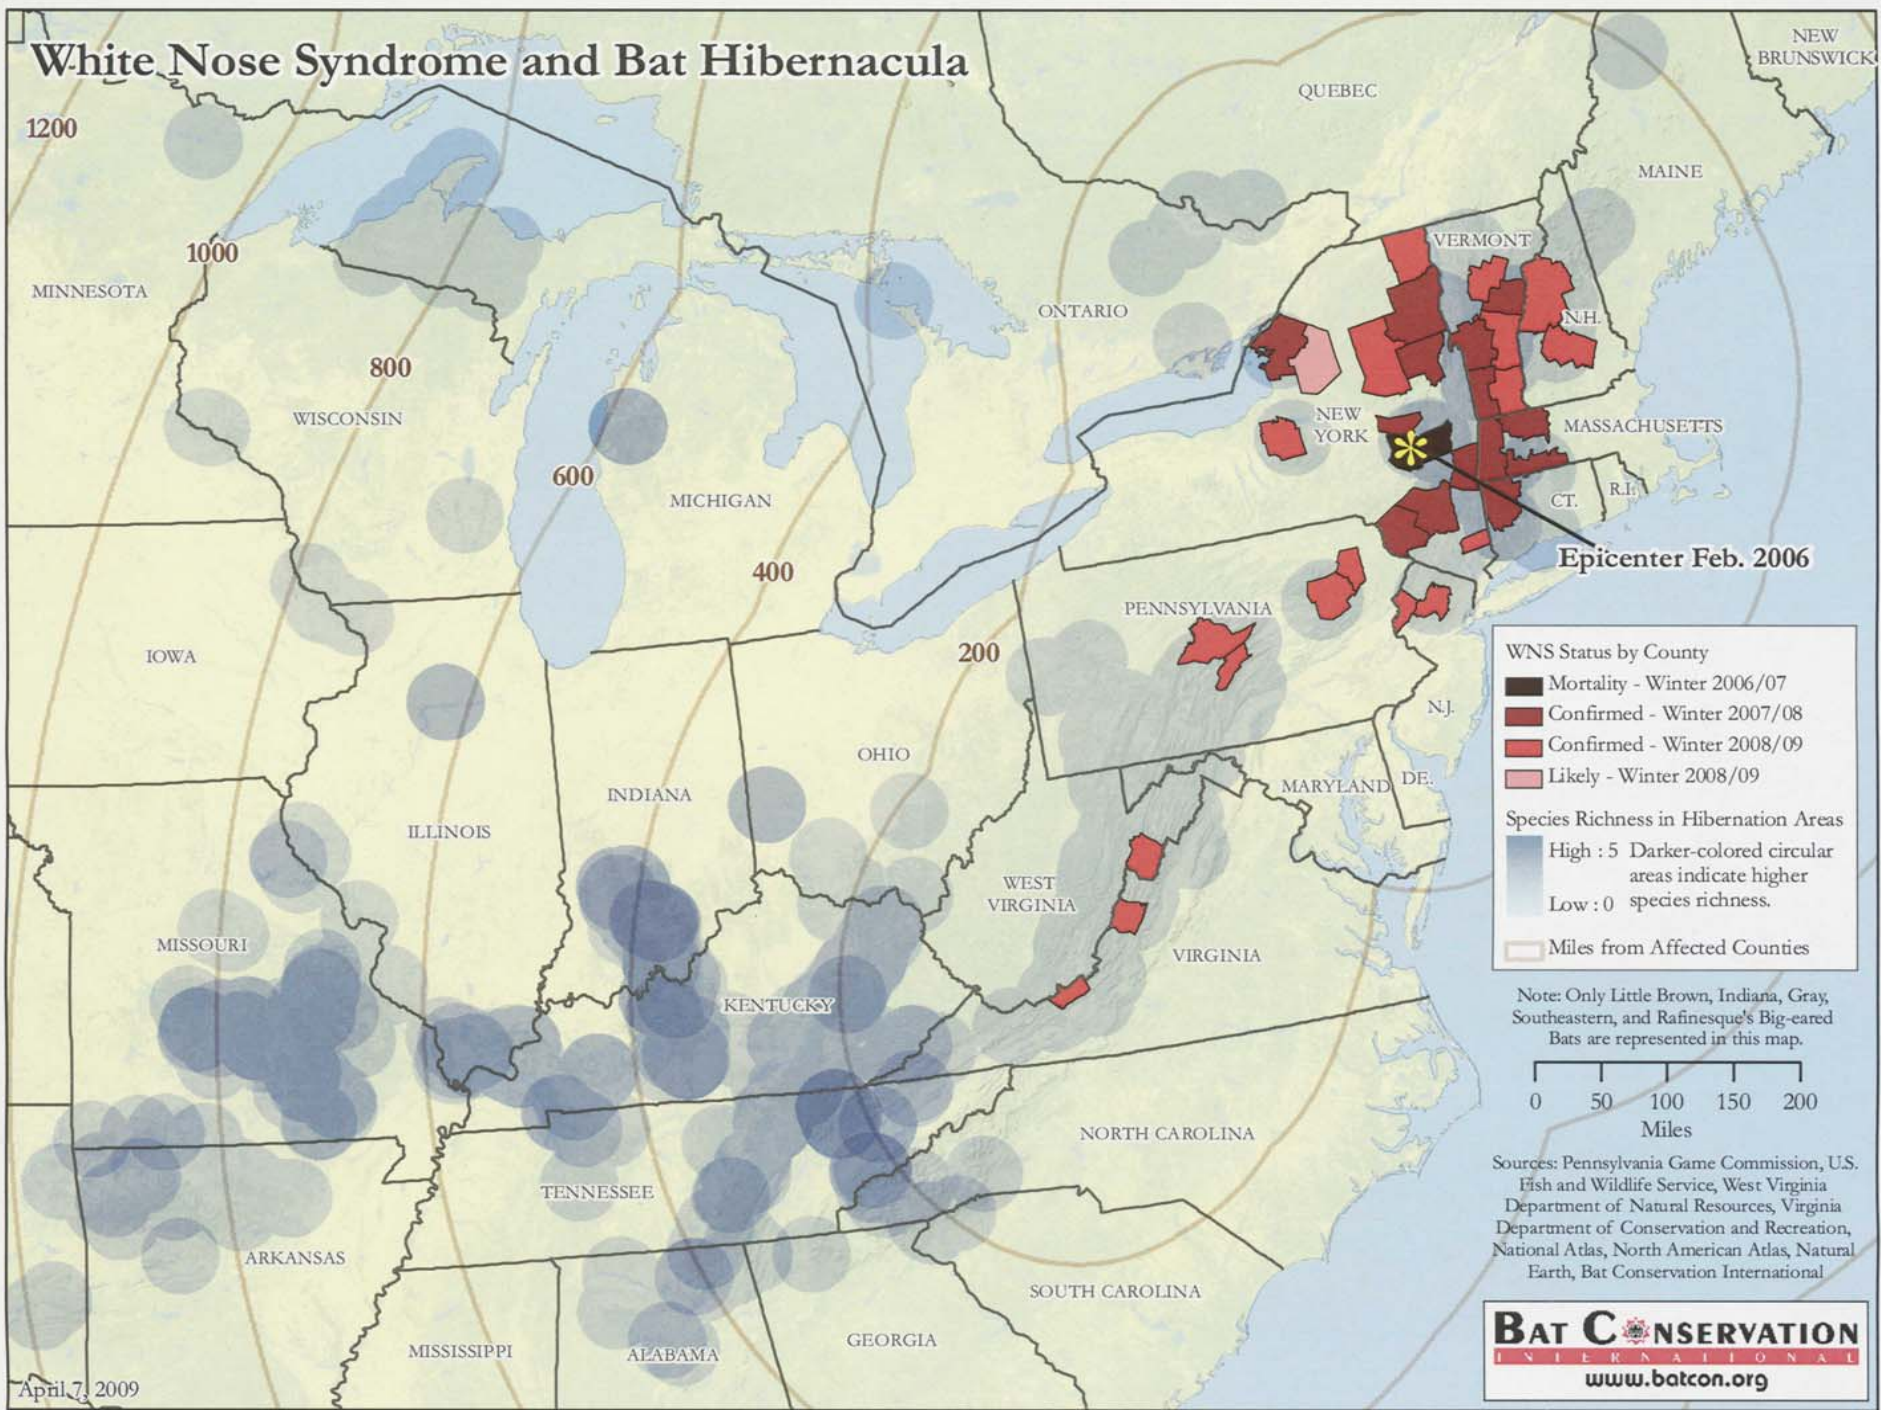 White Nose Syndrome and Bat Hibernacula
NEW
BRUNSWICK
QUEBEC
1200
MAINE
VERMONT
1000
MINNESOTA
ONTARIO
N.H.
800
WISCONSIN
NEW
YORK
MASSACHUSETTS
600
MICHIGAN
R.I.
CT.
Epicenter Feb. 2006
400
PENNSYLVANIA
200
IOWA
N.J.
OHIO
INDIANA
MARYLAND
DE.
ILLINOIS
WEST
VIRGINIA
MISSOURI
VIRGINIA
KENTUCKY
NORTH CAROLINA
TENNESSEE
ARKANSAS
SOUTH CAROLINA
MISSISSIPPI
ALABAMA
GEORGIA
April 7, 2009
WNS Status by County
Mortality - Winter 2006/07
Confirmed - Winter 2007/08
Confirmed - Winter 2008/09
Likely - Winter 2008/09
Species Richness in Hibernation Areas
High : 5 Darker-colored circular
areas indicate higher
Low : 0 species richness.
Miles from Affected Counties
Note: Only Little Brown, Indiana, Gray,
Southeastern, and Rafinesque's Big-eared
Bats are represented in this map.
0 50 100 150 200
Miles
Sources: Pennsylvania Game Commission, U.S.
Fish and Wildlife Service, West Virginia
Department of Natural Resources, Virginia
Department of Conservation and Recreation,
National Atlas, North American Atlas, Natural
Earth, Bat Conservation International
BAT CONSERVATION
INTERNATIONAL
www.batcon.org